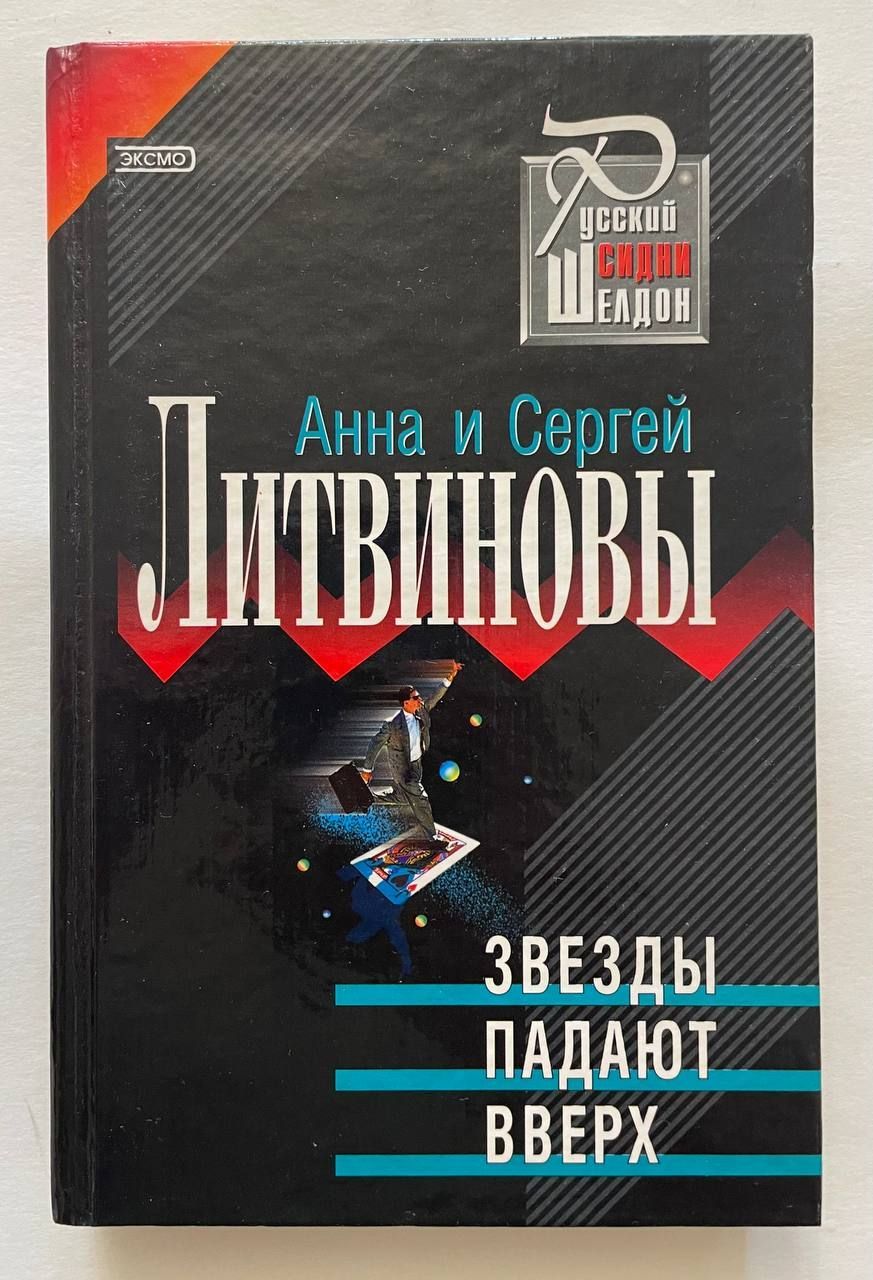 ЭКСМО
Русский
СИДНИ
ШЕЛДОН
Анна и Сергей
ЛИТВИНОВЫ
ЗВЕЗДЫ
ПАДАЮТ
ВВЕРХ